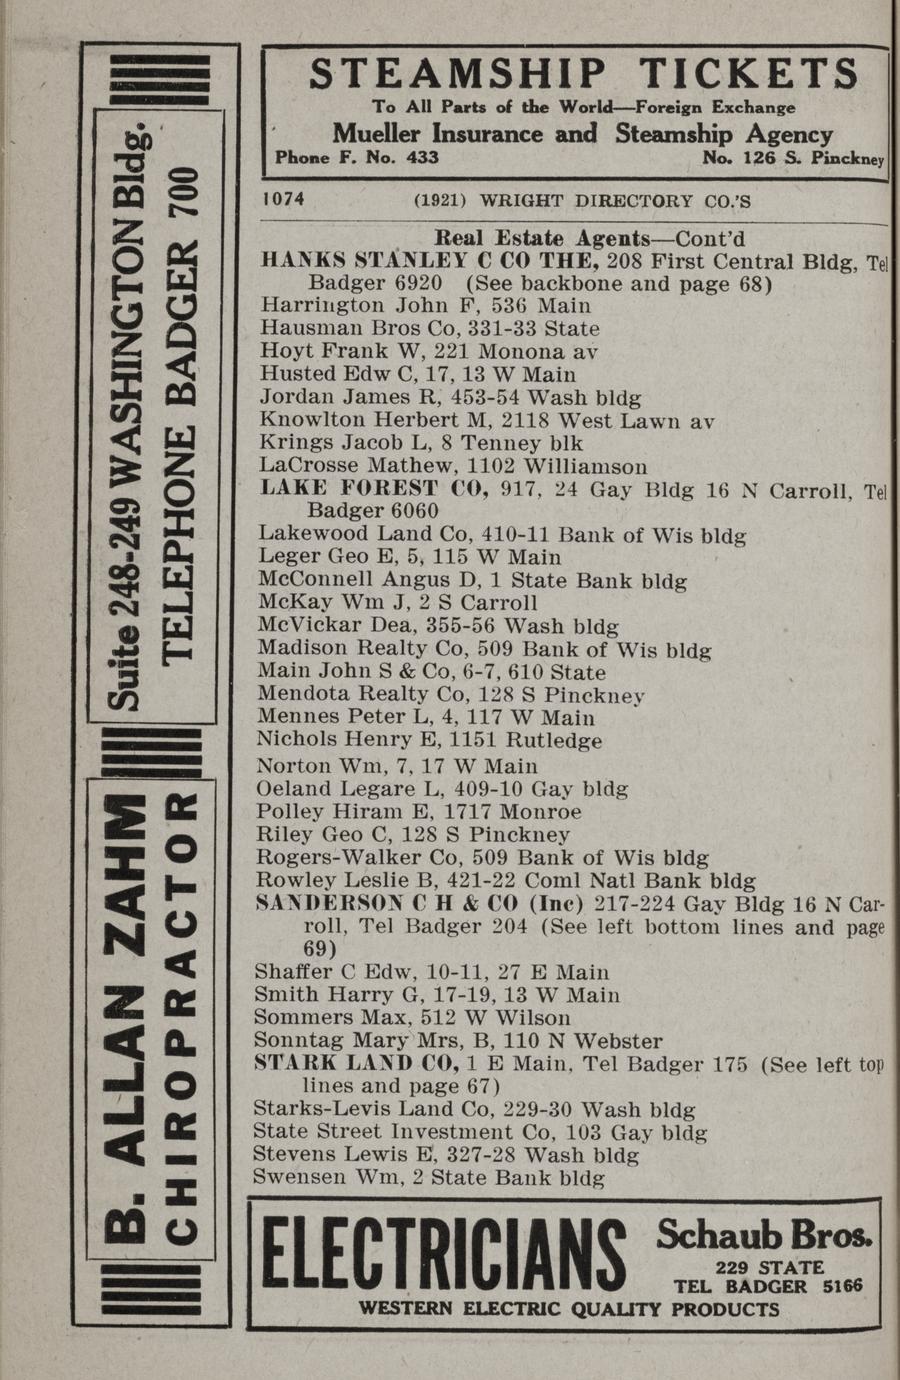 STEAMSHIP TICKETS
To All Parts of the World—Foreign Exchange
Mueller Insurance and Steamship Agency
Phone F. No. 433 No. 126 S. Pinckney
1074 (1921) WRIGHT DIRECTORY CO.'S
Real Estate Agents—Cont'd
HANKS STANLEY C CO THE, 208 First Central Bldg, Tel
Badger 6920 (See backbone and page 68)
Harrington John F, 536 Main
Hausman Bros Co, 331-33 State
Hoyt Frank W, 221 Monona av
Husted Edw C, 17, 13 W Main
Jordan James R, 453-54 Wash bldg
Knowlton Herbert M, 2118 West Lawn av
Krings Jacob L, 8 Tenney blk
LaCrosse Mathew, 1102 Williamson
LAKE FOREST CO, 917, 24 Gay Bldg 16 N Carroll, Tel
Badger 6060
Lakewood Land Co, 410-11 Bank of Wis bldg
Leger Geo E, 5, 115 W Main
McConnell Angus D, 1 State Bank bldg
McKay Wm J, 2 S Carroll
McVickar Dea, 355-56 Wash bldg
Madison Realty Co, 509 Bank of Wis bldg
Main John S & Co, 6-7, 610 State
Mendota Realty Co, 128 S Pinckney
Mennes Peter L, 4, 117 W Main
Nichols Henry E, 1151 Rutledge
Norton Wm, 7, 17 W Main
Oeland Legare L, 409-10 Gay bldg
Polley Hiram E, 1717 Monroe
Riley Geo C, 128 S Pinckney
Rogers-Walker Co, 509 Bank of Wis bldg
Rowley Leslie B, 421-22 Coml Natl Bank bldg
SANDERSON C H & CO (Inc) 217-224 Gay Bldg 16 N Car-
roll, Tel Badger 204 (See left bottom lines and page
69)
Shaffer C Edw, 10-11, 27 E Main
Smith Harry G, 17-19, 13 W Main
Sommers Max, 512 W Wilson
Sonntag Mary Mrs, B, 110 N Webster
STARK LAND CO, 1 E Main, Tel Badger 175 (See left top
lines and page 67)
Starks-Levis Land Co, 229-30 Wash bldg
State Street Investment Co, 103 Gay bldg
Stevens Lewis E, 327-28 Wash bldg
Swensen Wm, 2 State Bank bldg
ELECTRICIANS
Schaub Bros.
229 STATE
TEL BADGER 5166
WESTERN ELECTRIC QUALITY PRODUCTS
B. ALLAN ZAHM
CHIROPRACTOR
Suite 248-249 WASHINGTON Bldg.
TELEPHONE BADGER 700